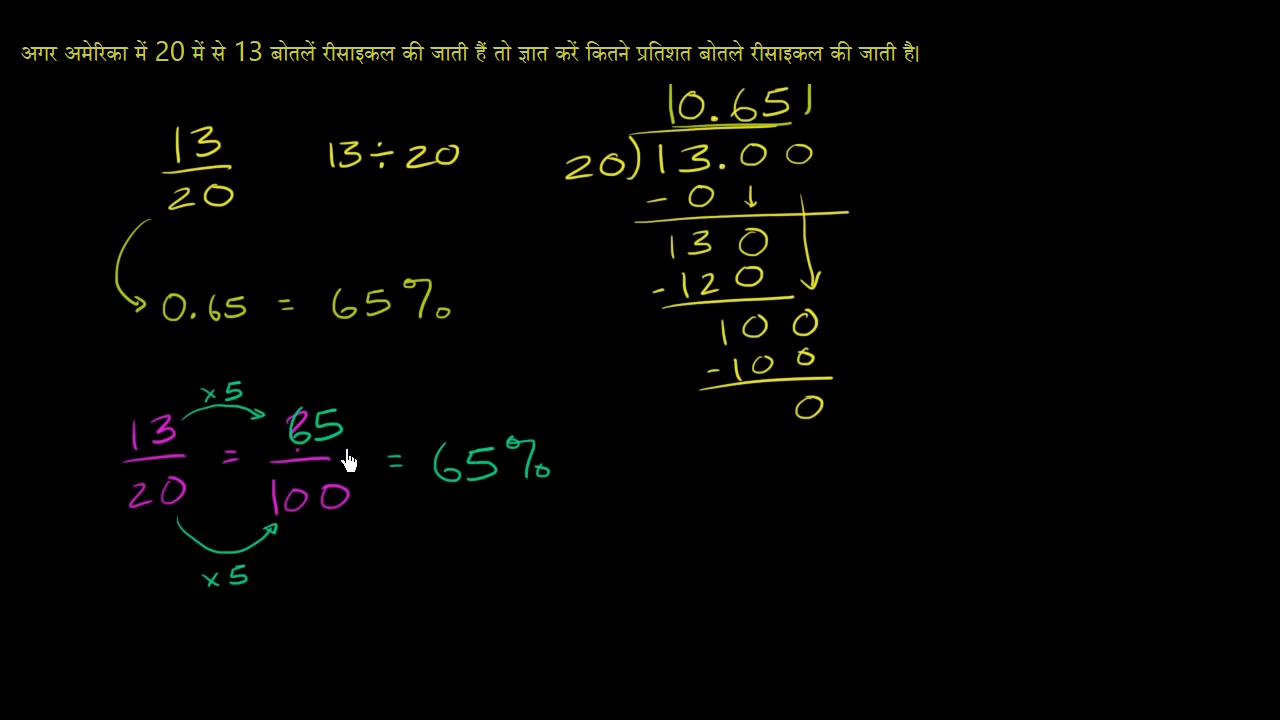 अगर अमेरिका में 20 में से 13 बोतलें रीसाइकल की जाती हैं तो ज्ञात करें कितने प्रतिशत बोतले रीसाइकल की जाती है।
13/20
13 ÷ 20
0.65 = 65%
0.65
20)13.00
- 0
130
-120
100
-100
0
×5
13/20 = 65/100 = 65%
×5